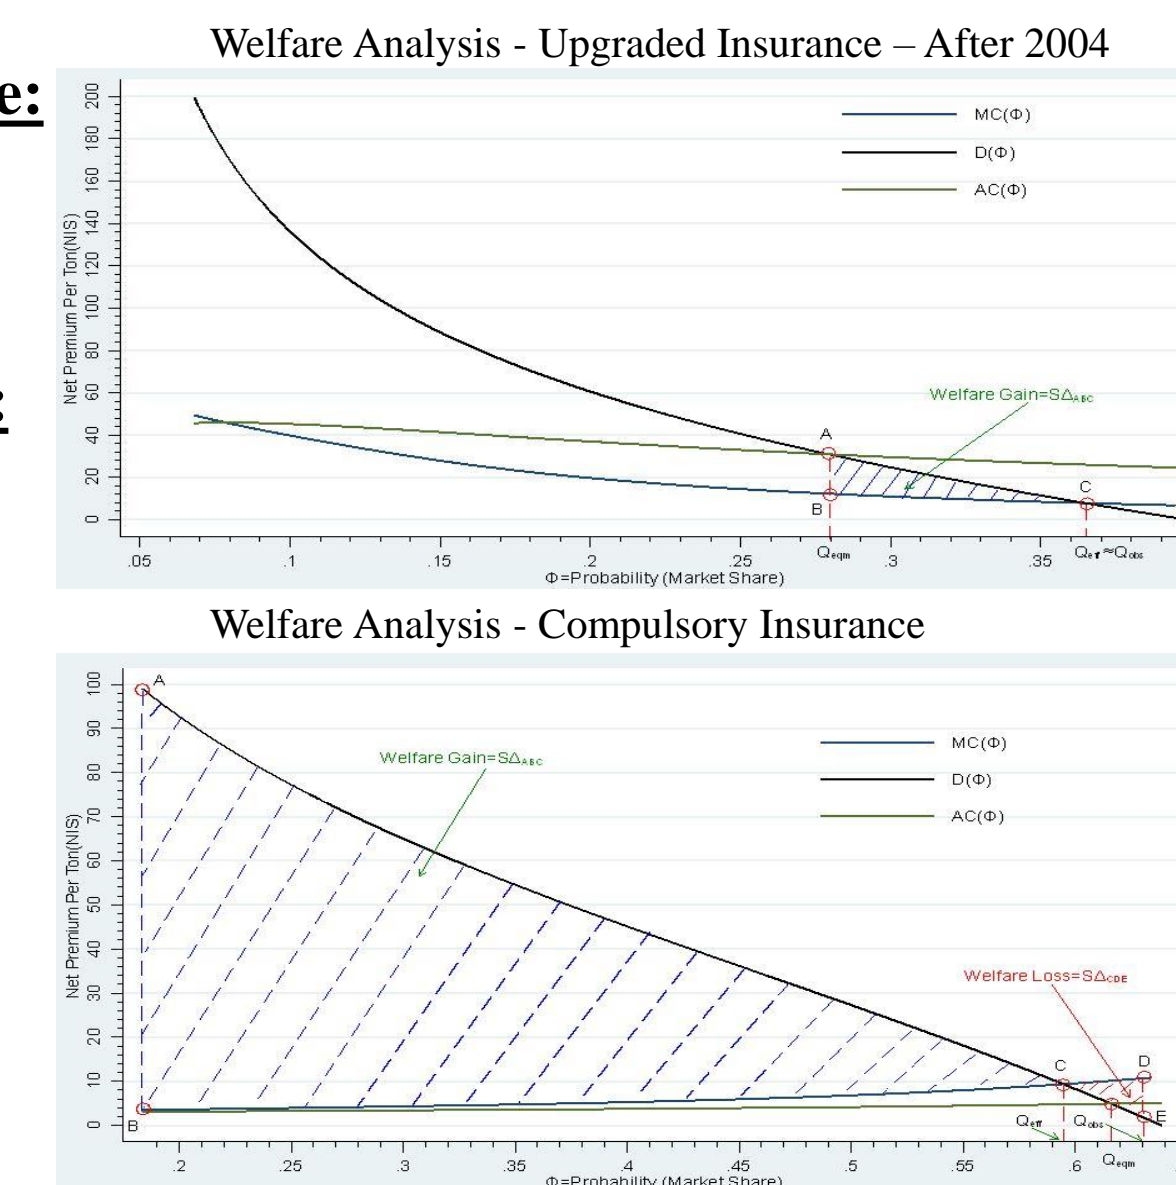 Welfare Analysis - Upgraded Insurance – After 2004
e:
:
Net Premium Per Ton(NIS)
200
180
160
140
120
100
80
60
40
20
0
MC(Φ)
D(Φ)
AC(Φ)
Welfare Gain=SΔABC
A
B
C
Qeqm
Qeff≈Qobs
.05
.1
.15
.2
.25
.3
.35
Φ=Probability (Market Share)
Welfare Analysis - Compulsory Insurance
Net Premium Per Ton(NIS)
100
90
80
70
60
50
40
30
20
10
0
A
MC(Φ)
D(Φ)
AC(Φ)
Welfare Gain=SΔABC
Welfare Loss=SΔCDE
C
D
B
E
Qeff
Qobs
Qeqm
.2
.25
.3
.35
.4
.45
.5
.55
.6
Φ=Probability (Market Share)